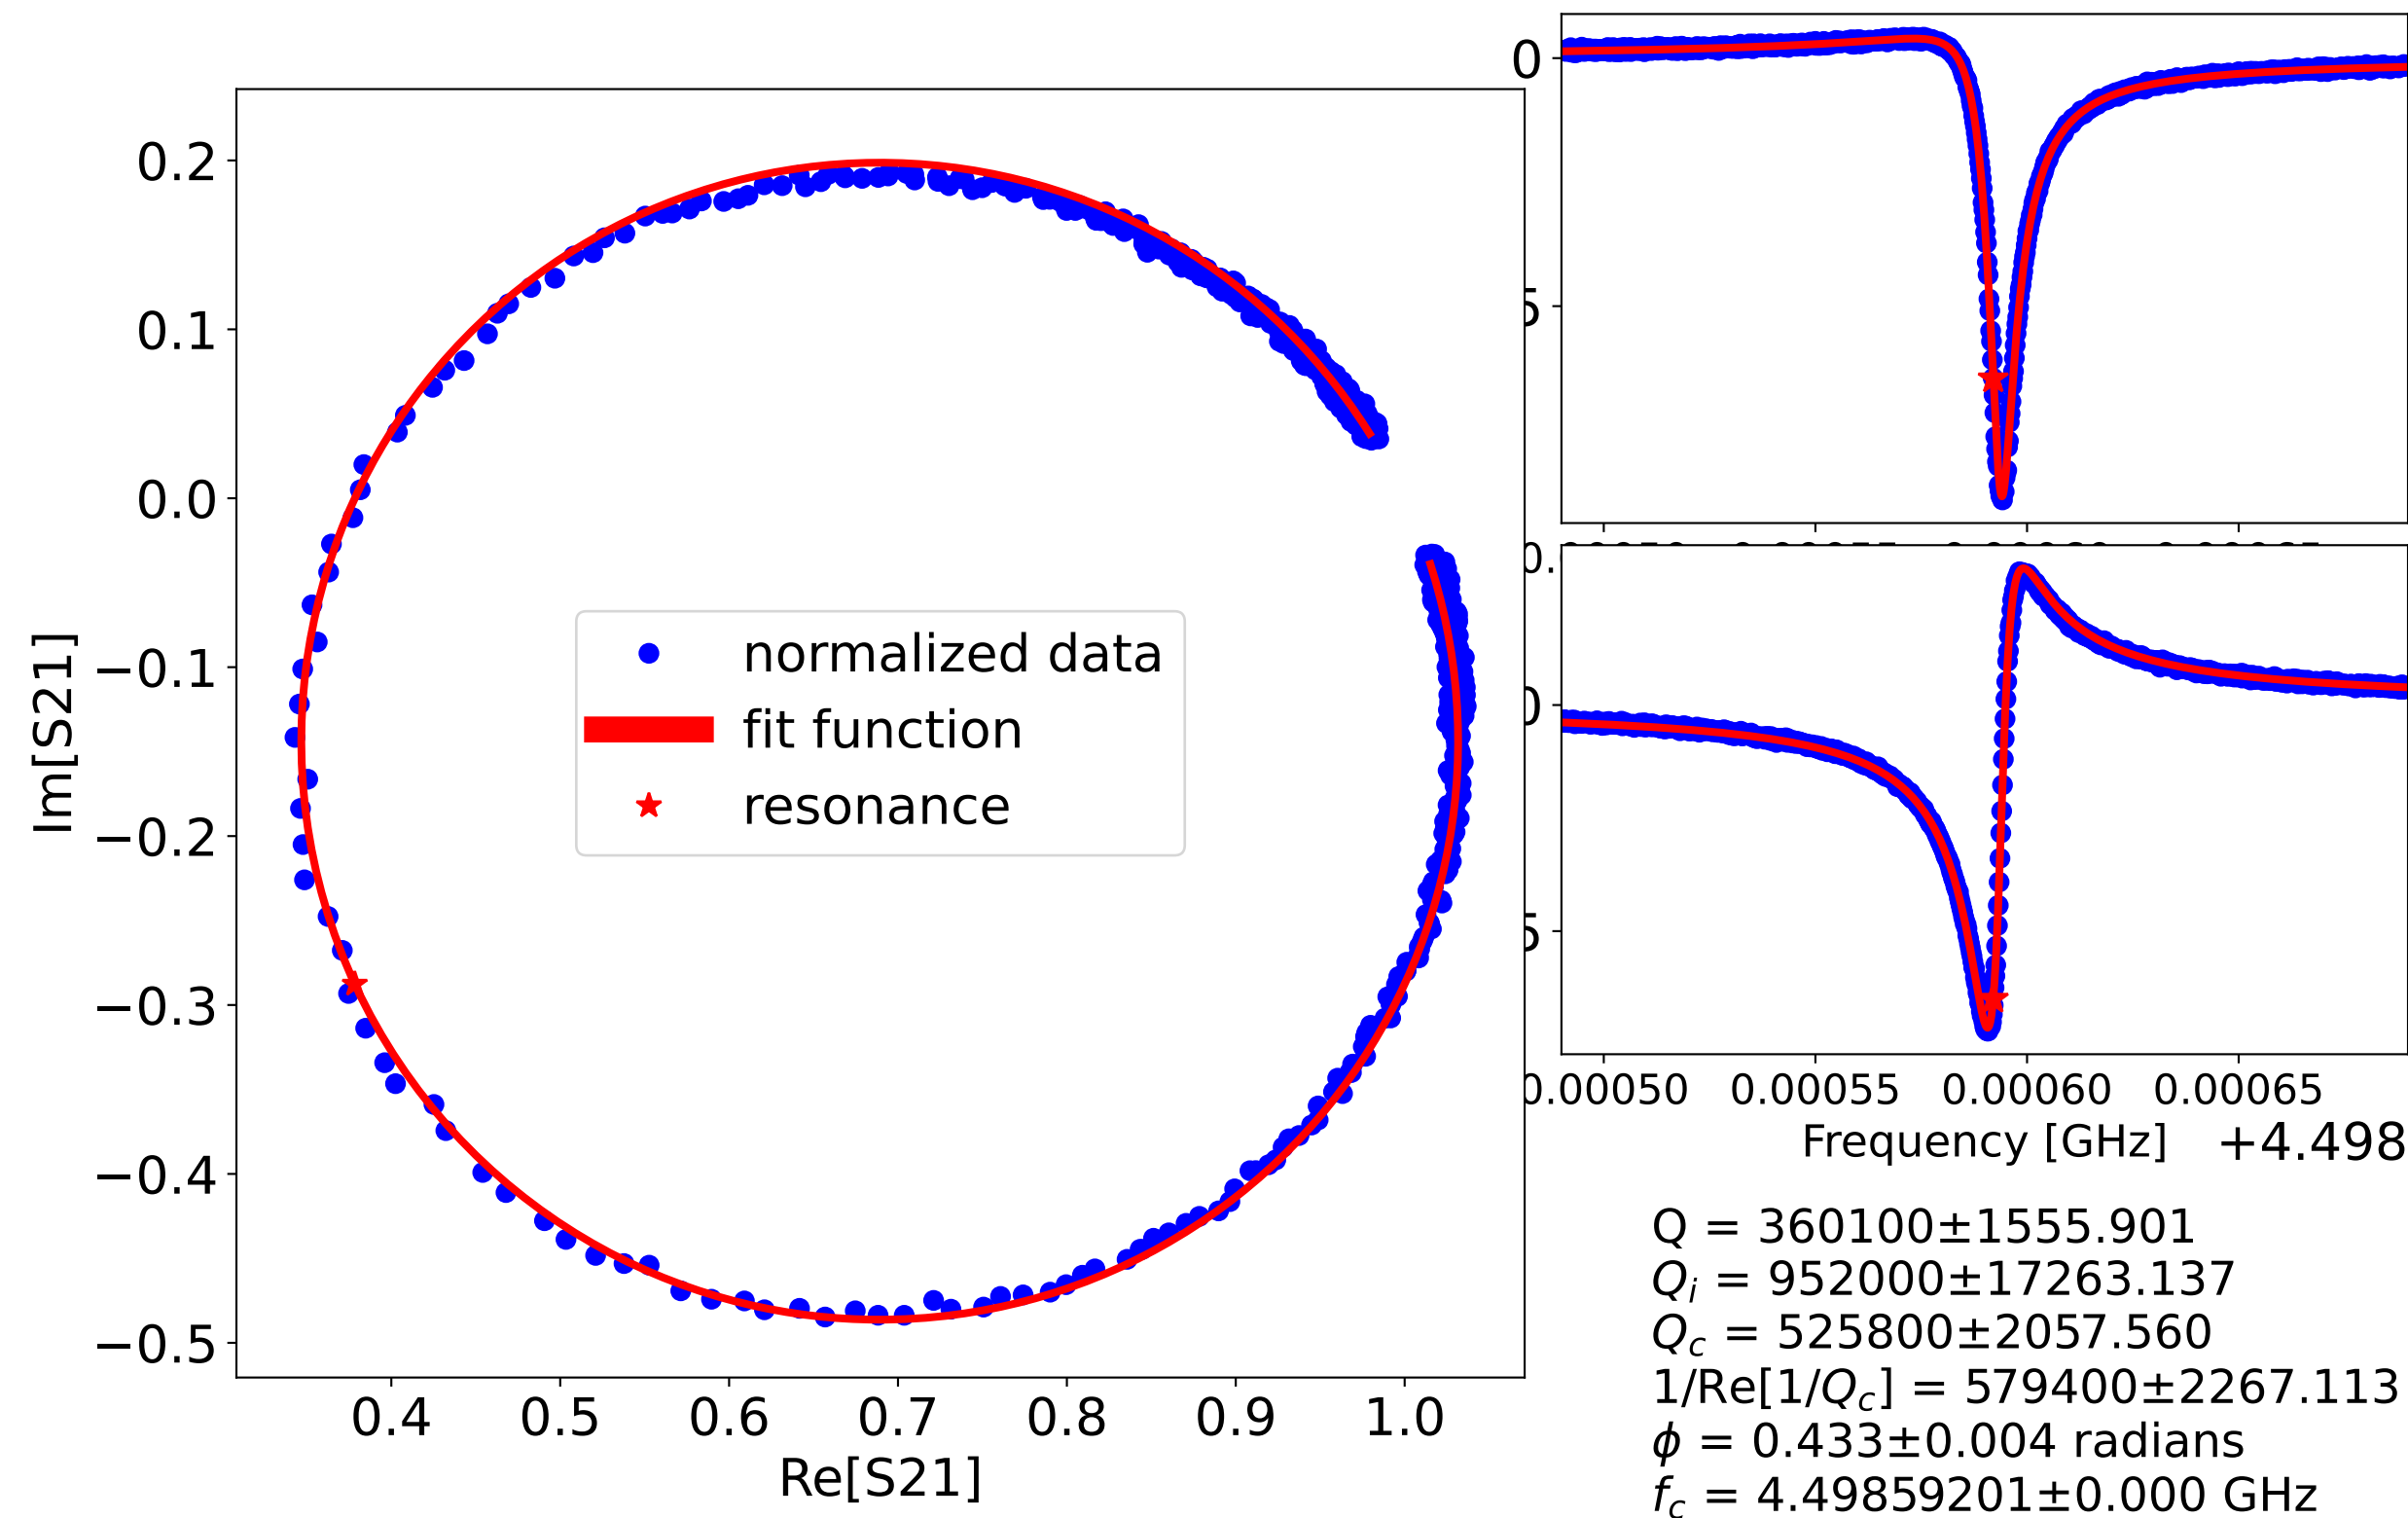 0.2
0.1
0.0
−0.1
−0.2
−0.3
−0.4
−0.5
Im[S21]
0.4 0.5 0.6 0.7 0.8 0.9 1.0
Re[S21]
normalized data
fit function
resonance
0
0
0.00050 0.00055 0.00060 0.00065
Frequency [GHz] +4.498
Q = 360100±1555.901
Qi = 952000±17263.137
Qc = 525800±2057.560
1/Re[1/Qc] = 579400±2267.113
ϕ = 0.433±0.004 radians
fc = 4.49859201±0.000 GHz